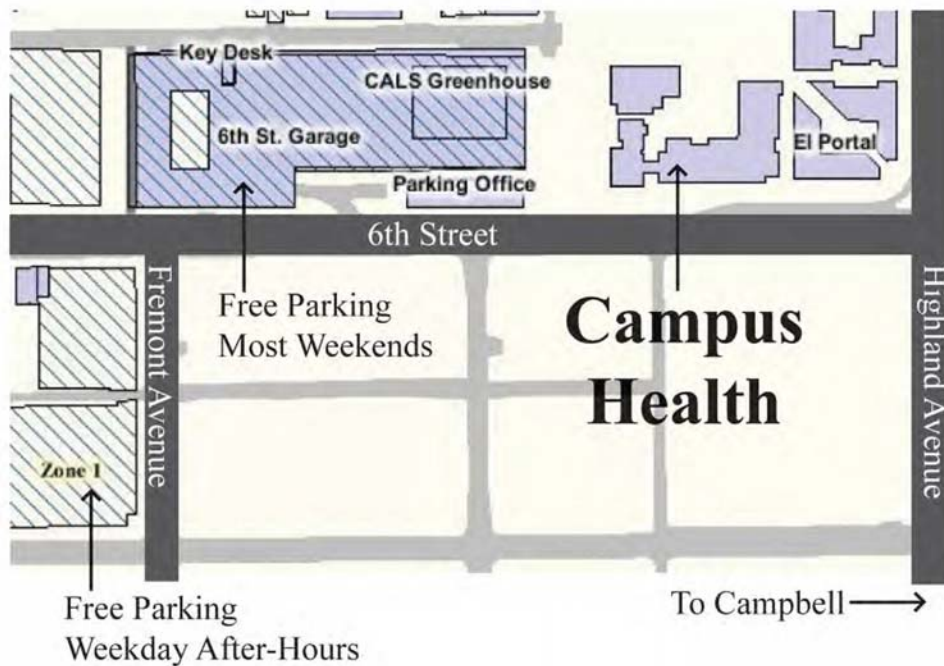 Key Desk
CALS Greenhouse
6th St. Garage
El Portal
Parking Office
6th Street
Fremont Avenue
Highland Avenue
Free Parking
Most Weekends
Campus
Health
Zone 1
Free Parking
Weekday After-Hours
To Campbell